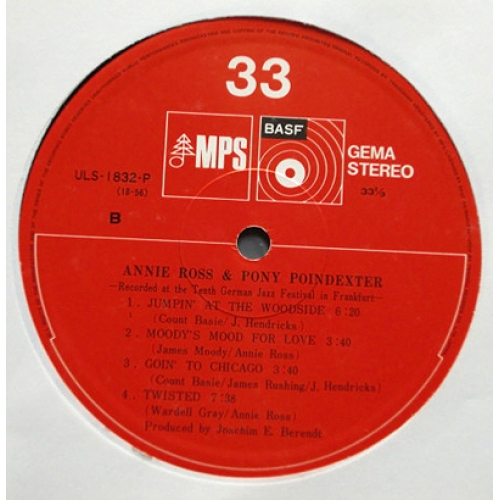 33
BASF
MPS
GEMA
STEREO
33⅓
ULS-1832-P
(18-56)
B
ANNIE ROSS & PONY POINDEXTER
—Recorded at the Tenth German Jazz Festival in Frankfurt—
1. JUMPIN' AT THE WOODSIDE 6:20
(Count Basie/J. Hendricks)
2. MOODY'S MOOD FOR LOVE 3:40
(James Moody/Annie Ross)
3. GOIN' TO CHICAGO 3:40
(Count Basie/James Rushing/J. Hendricks)
4. TWISTED 7:38
(Wardell Gray/Annie Ross)
Produced by Joachim E. Berendt